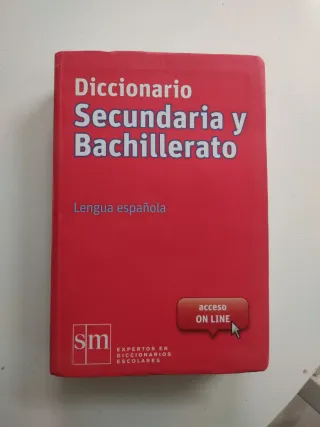 Diccionario
Secundaria y
Bachillerato
Lengua española
acceso
ON LINE
sm
EXPERTOS EN
DICCIONARIOS
ESCOLARES